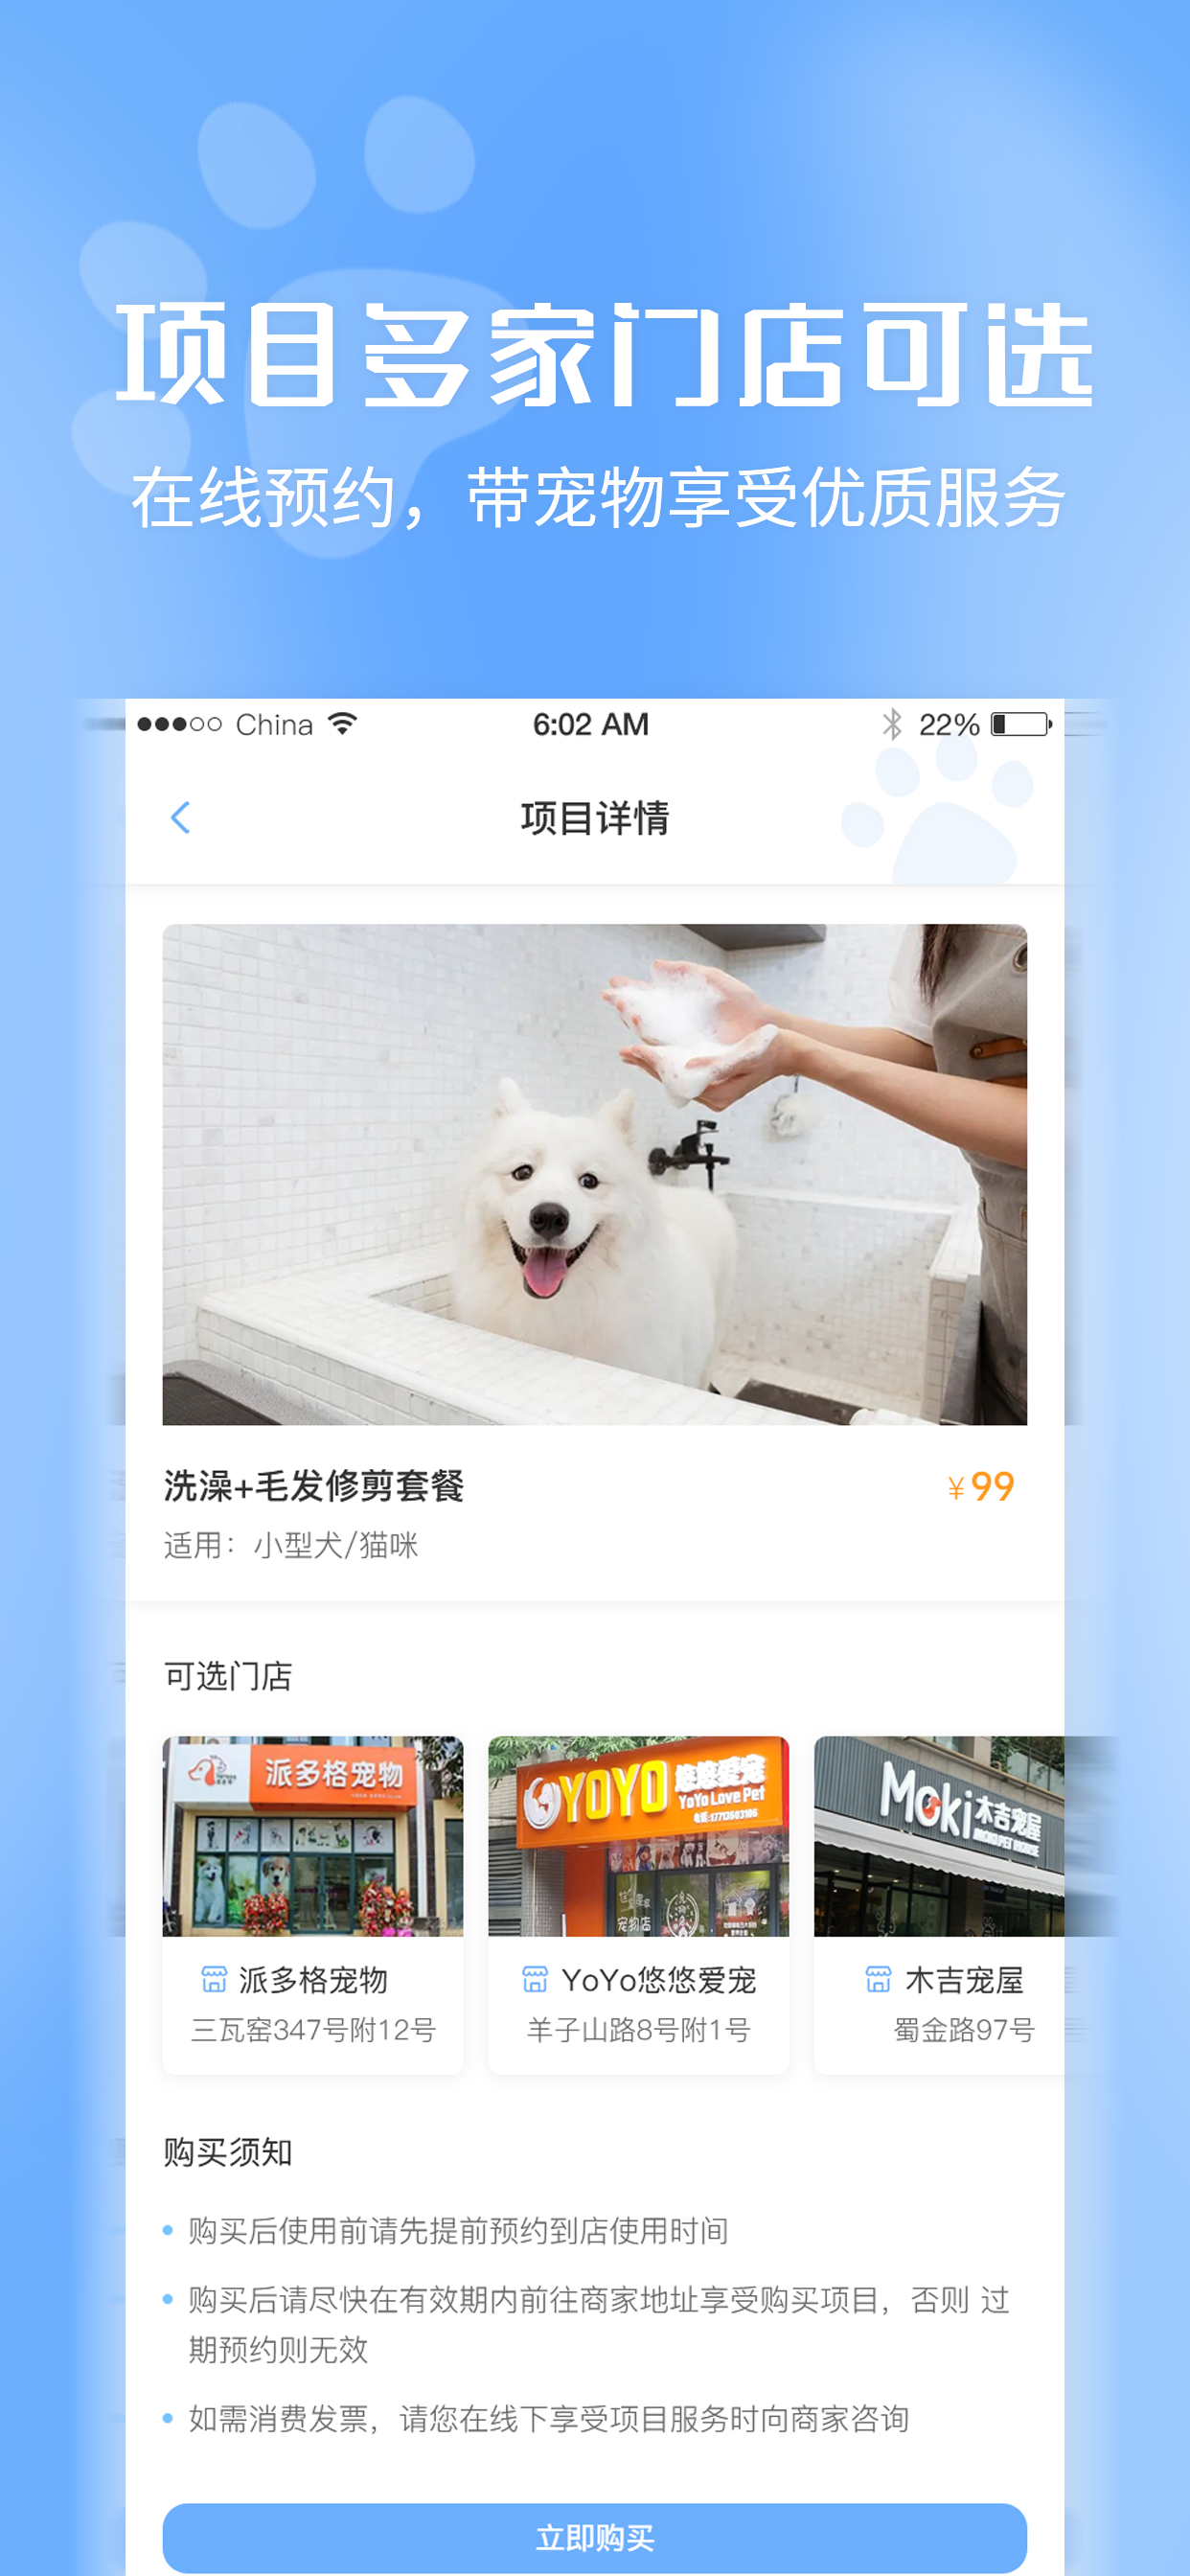 项目多家门店可选
在线预约，带宠物享受优质服务
China
6:02 AM
22%
项目详情
洗澡+毛发修剪套餐
¥99
适用：小型犬/猫咪
可选门店
派多格宠物
YOYO 悠悠爱宠
YoYo Love Pet
电话:17713603106
宠物店
Moki 木吉宠屋
MOKI PET HOUSE
派多格宠物
三瓦窑347号附12号
YoYo悠悠爱宠
羊子山路8号附1号
木吉宠屋
蜀金路97号
购买须知
购买后使用前请先提前预约到店使用时间
购买后请尽快在有效期内前往商家地址享受购买项目，否则 过
期预约则无效
如需消费发票，请您在线下享受项目服务时向商家咨询
立即购买